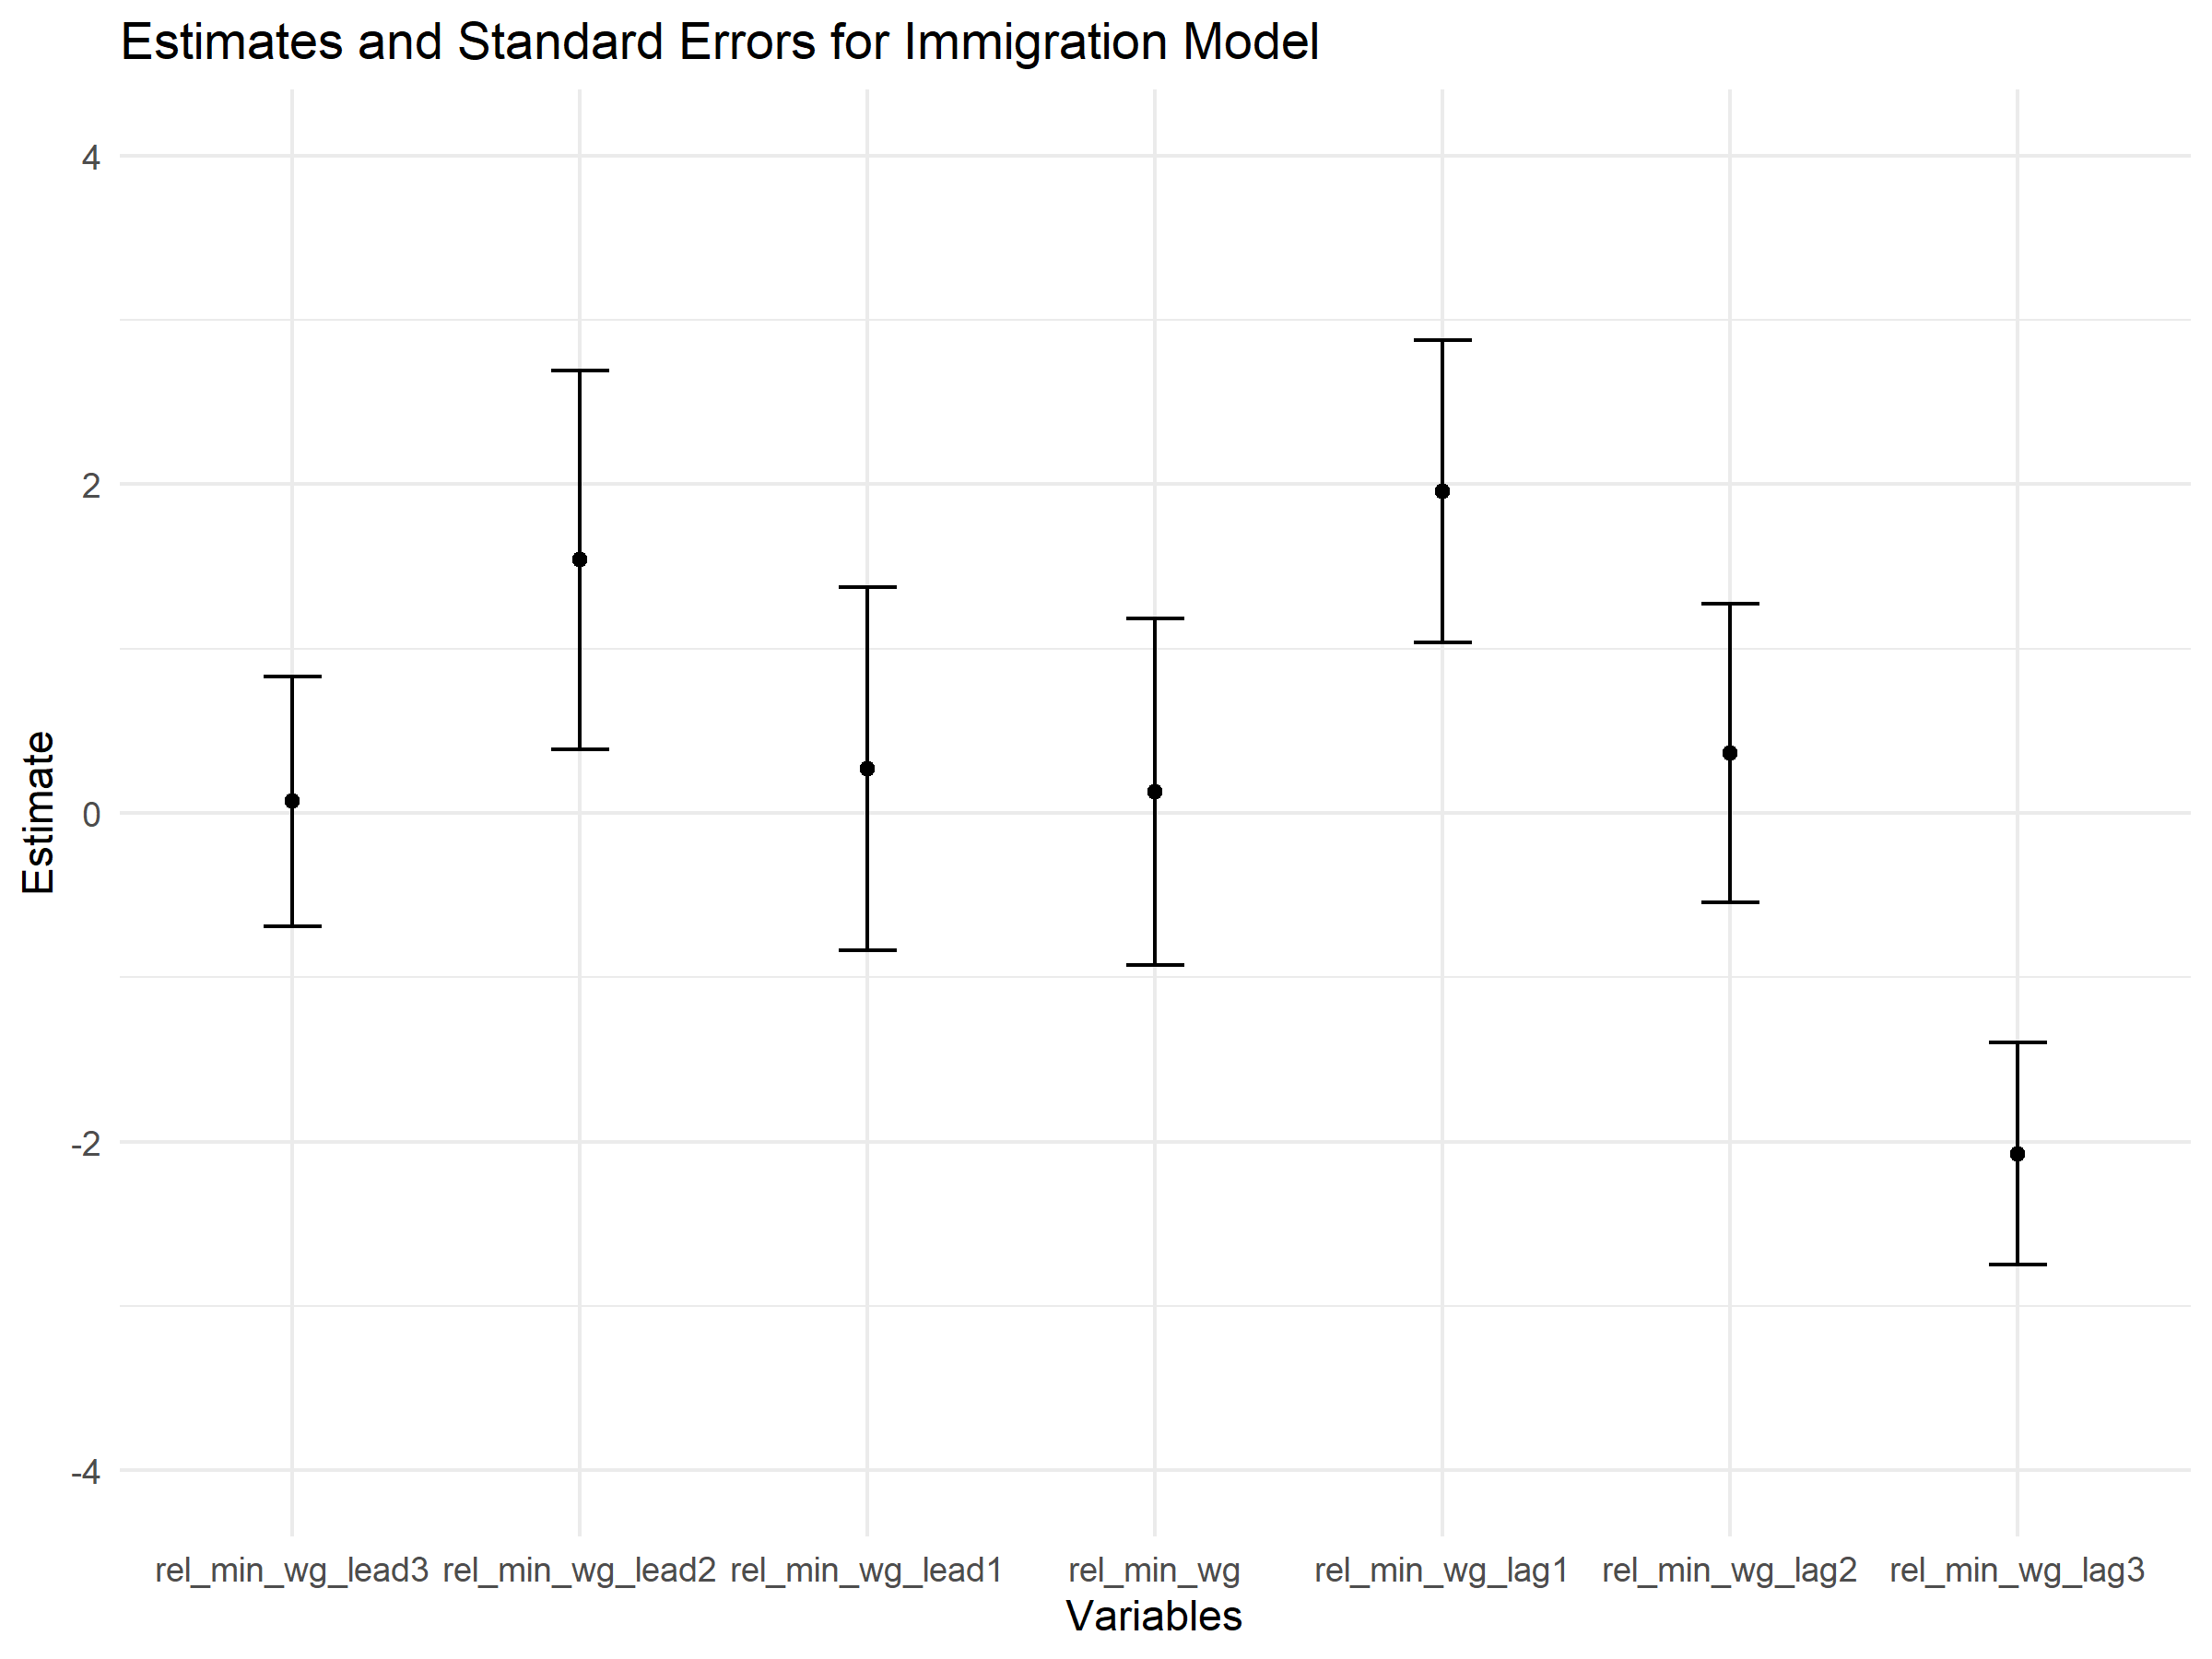 Estimates and Standard Errors for Immigration Model
4
2
0
-2
-4
Estimate
rel_min_wg_lead3 rel_min_wg_lead2 rel_min_wg_lead1 rel_min_wg rel_min_wg_lag1 rel_min_wg_lag2 rel_min_wg_lag3
Variables